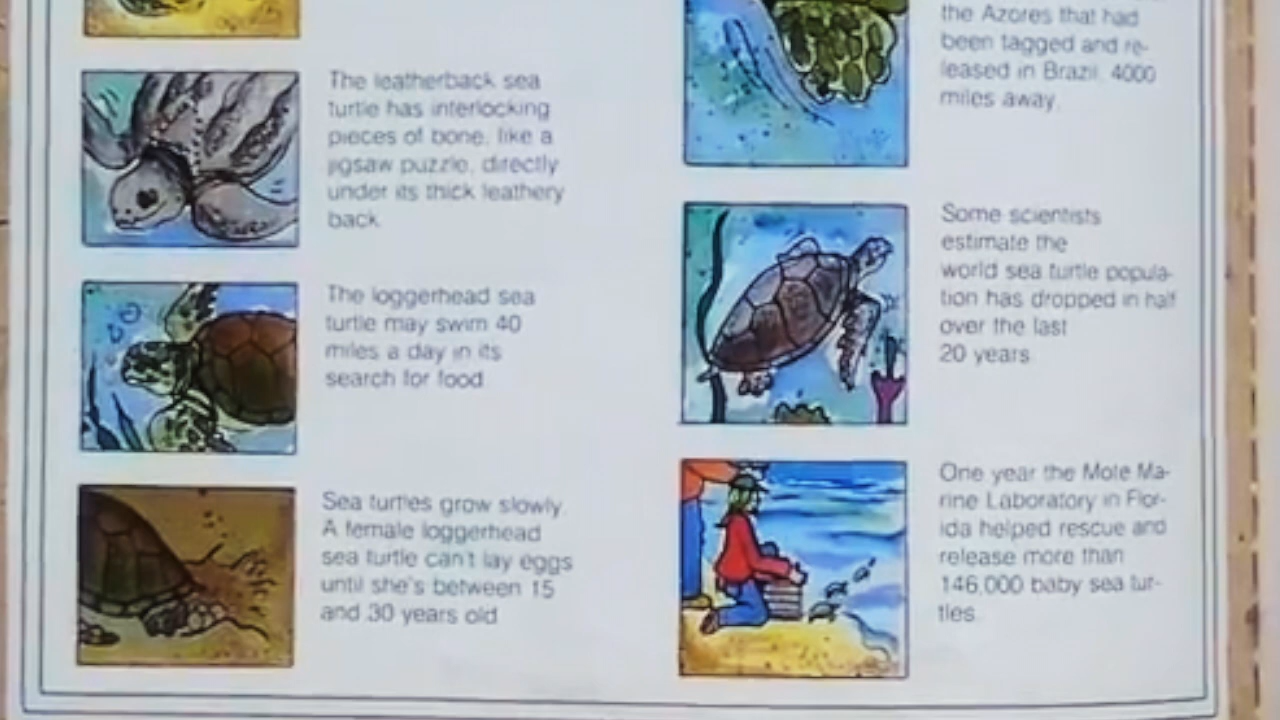 The leatherback sea
turtle has interlocking
pieces of bone, like a
jigsaw puzzle, directly
under its thick leathery
back.
The loggerhead sea
turtle may swim 40
miles a day in its
search for food.
Sea turtles grow slowly.
A female loggerhead
sea turtle can't lay eggs
until she's between 15
and 30 years old.
the Azores that had
been tagged and re-
leased in Brazil, 4000
miles away.
Some scientists
estimate the
world sea turtle popula-
tion has dropped in half
over the last
20 years.
One year the Mote Ma-
rine Laboratory in Flor-
ida helped rescue and
release more than
146,000 baby sea tur-
tles.